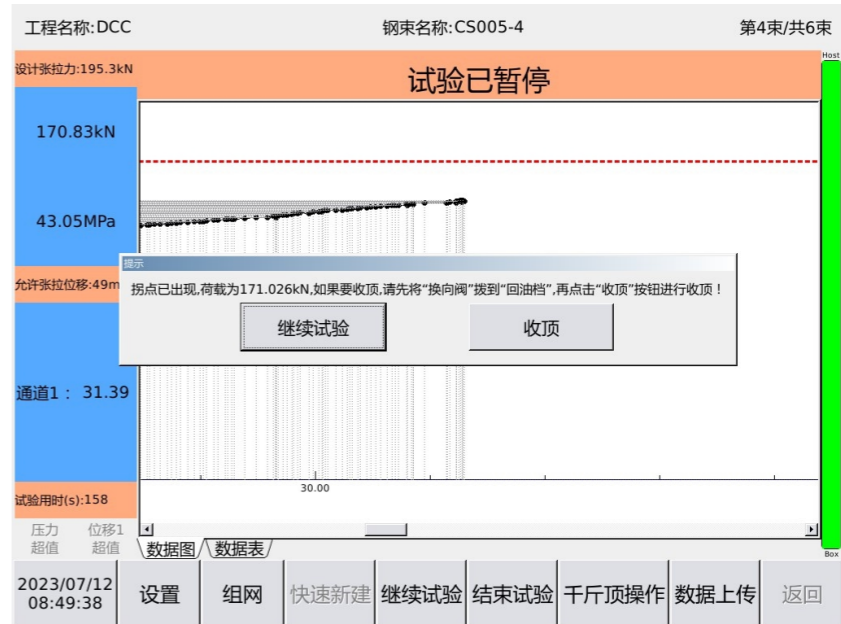 工程名称:DCC
钢束名称:CS005-4
第4束/共6束
设计张拉力:195.3kN
试验已暂停
Host
170.83kN
43.05MPa
提示
允许张拉位移:49m
拐点已出现,荷载为171.026kN,如果要收顶,请先将“换向阀”拨到“回油档”,再点击“收顶”按钮进行收顶！
继续试验
收顶
通道1： 31.39
30.00
试验用时(s):158
压力 位移1
超值 超值
数据图 数据表
Box
2023/07/12
08:49:38
设置
组网
快速新建
继续试验
结束试验
千斤顶操作
数据上传
返回